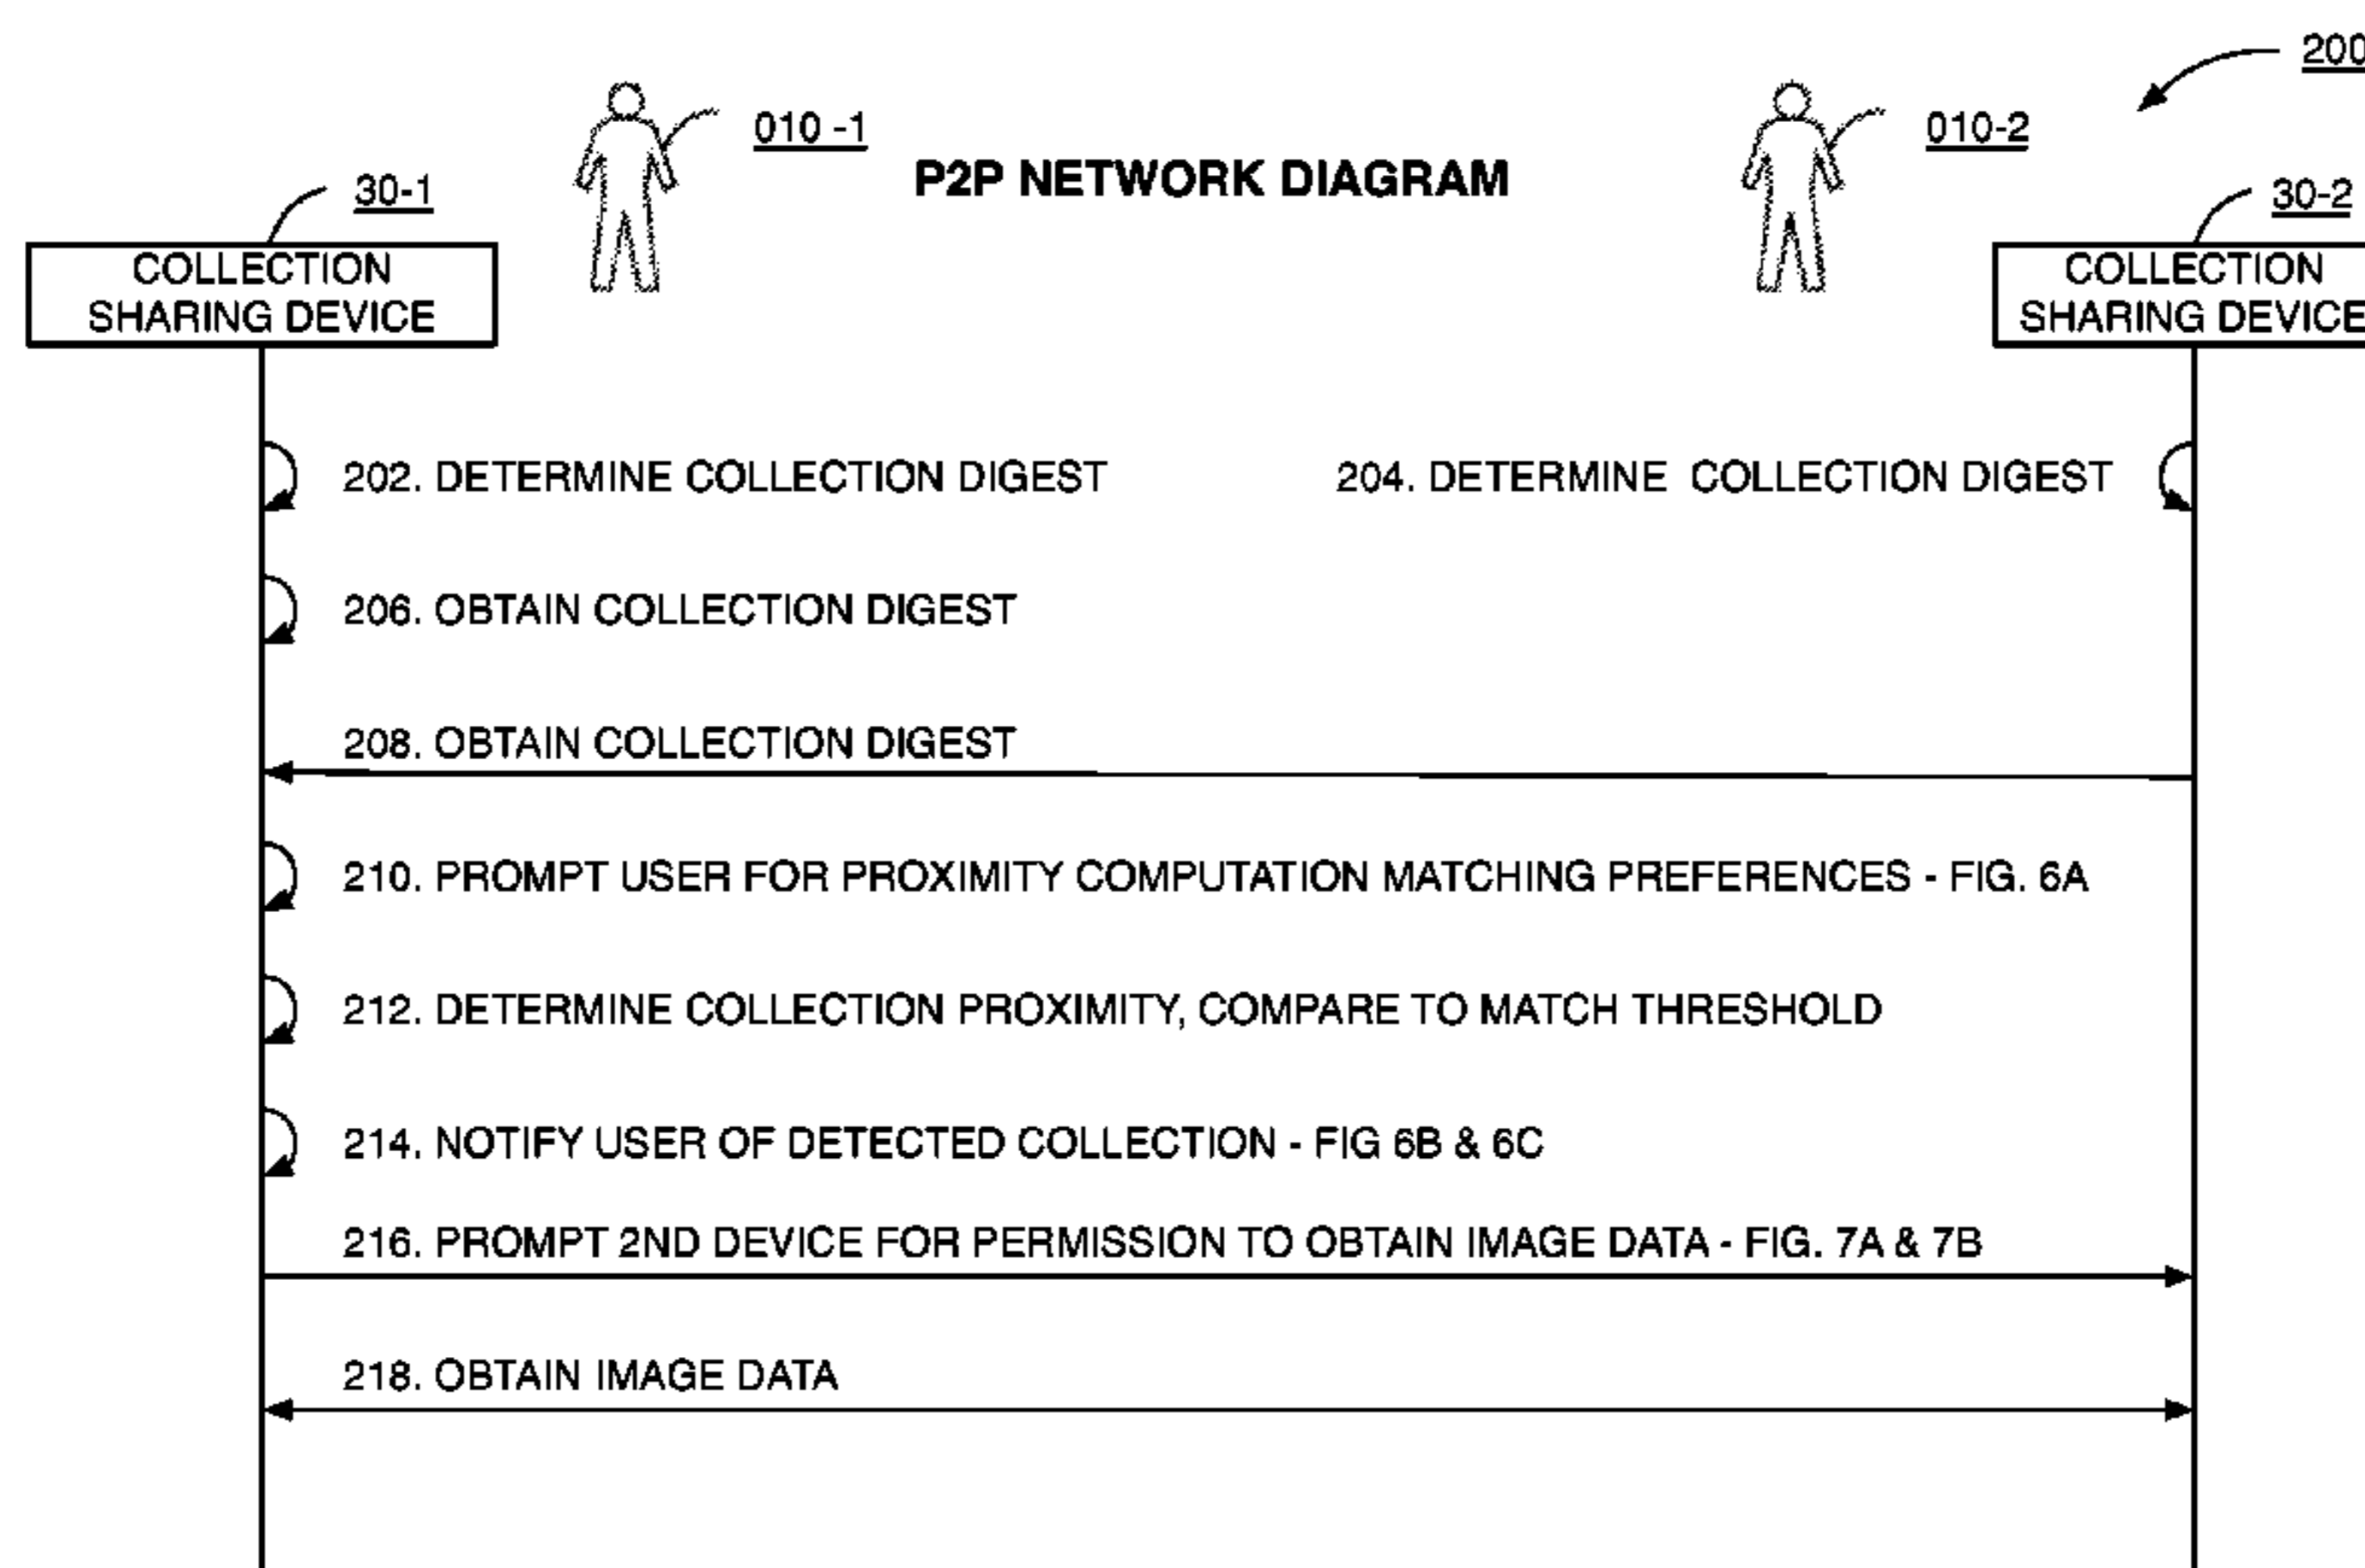 200
010 -1
010-2
P2P NETWORK DIAGRAM
30-1
30-2
COLLECTION
SHARING DEVICE
COLLECTION
SHARING DEVICE
202. DETERMINE COLLECTION DIGEST
204. DETERMINE COLLECTION DIGEST
206. OBTAIN COLLECTION DIGEST
208. OBTAIN COLLECTION DIGEST
210. PROMPT USER FOR PROXIMITY COMPUTATION MATCHING PREFERENCES - FIG. 6A
212. DETERMINE COLLECTION PROXIMITY, COMPARE TO MATCH THRESHOLD
214. NOTIFY USER OF DETECTED COLLECTION - FIG 6B & 6C
216. PROMPT 2ND DEVICE FOR PERMISSION TO OBTAIN IMAGE DATA - FIG. 7A & 7B
218. OBTAIN IMAGE DATA